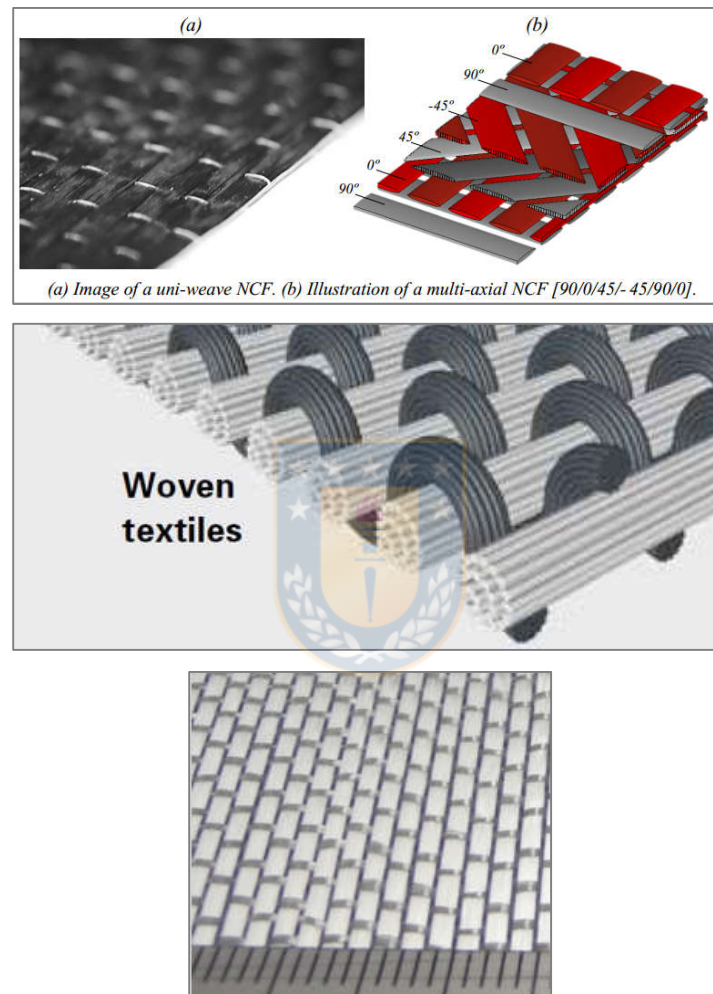 (a)
(b)
0º
90º
-45º
45º
0º
90º
(a) Image of a uni-weave NCF. (b) Illustration of a multi-axial NCF [90/0/45/- 45/90/0].
Woven
textiles